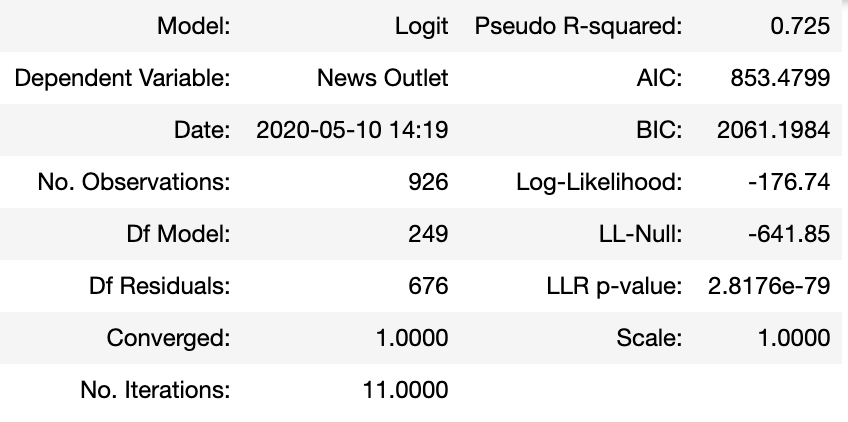 Model: Logit Pseudo R-squared: 0.725
Dependent Variable: News Outlet AIC: 853.4799
Date: 2020-05-10 14:19 BIC: 2061.1984
No. Observations: 926 Log-Likelihood: -176.74
Df Model: 249 LL-Null: -641.85
Df Residuals: 676 LLR p-value: 2.8176e-79
Converged: 1.0000 Scale: 1.0000
No. Iterations: 11.0000